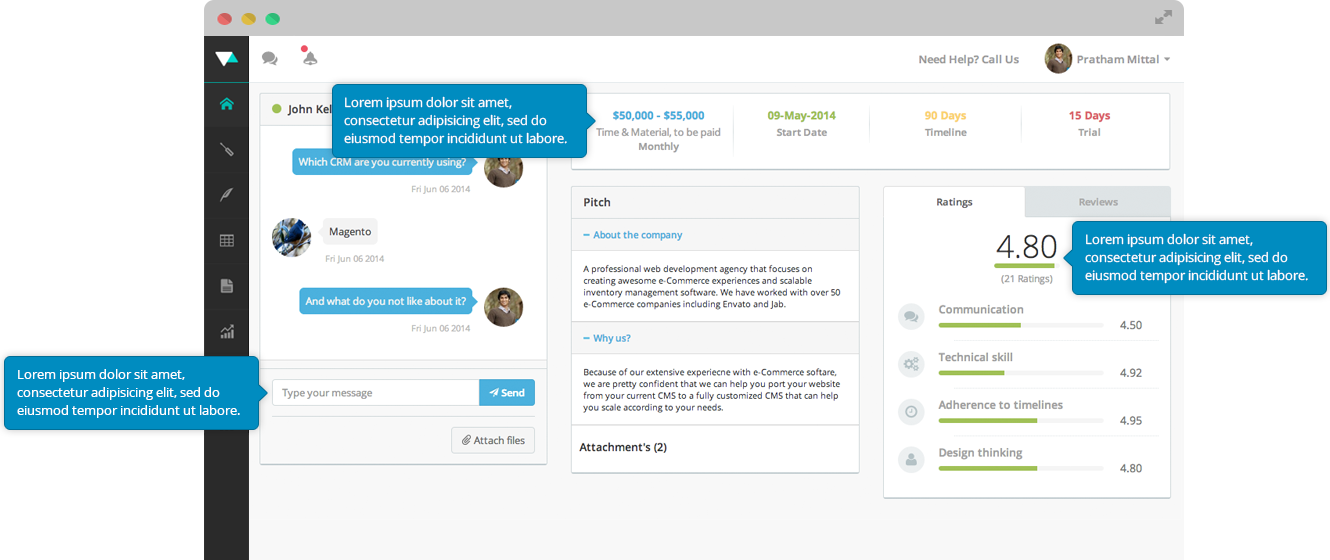 Need Help? Call Us
Pratham Mittal
John Kel
Lorem ipsum dolor sit amet,
consectetur adipisicing elit, sed do
eiusmod tempor incididunt ut labore.
Which CRM are you currently using?
Fri Jun 06 2014
Magento
Fri Jun 06 2014
And what do you not like about it?
Fri Jun 06 2014
Lorem ipsum dolor sit amet,
consectetur adipisicing elit, sed do
eiusmod tempor incididunt ut labore.
Type your message
Send
Attach files
$50,000 - $55,000
Time & Material, to be paid
Monthly
09-May-2014
Start Date
90 Days
Timeline
15 Days
Trial
Pitch
About the company
A professional web development agency that focuses on
creating awesome e-Commerce experiences and scalable
inventory management software. We have worked with over 50
e-Commerce companies including Envato and Jab.
Why us?
Because of our extensive experiecne with e-Commerce softare,
we are pretty confident that we can help you port your website
from your current CMS to a fully customized CMS that can help
you scale according to your needs.
Attachment's (2)
Ratings
Reviews
4.80
(21 Ratings)
Lorem ipsum dolor sit amet,
consectetur adipisicing elit, sed do
eiusmod tempor incididunt ut labore.
Communication
4.50
Technical skill
4.92
Adherence to timelines
4.95
Design thinking
4.80